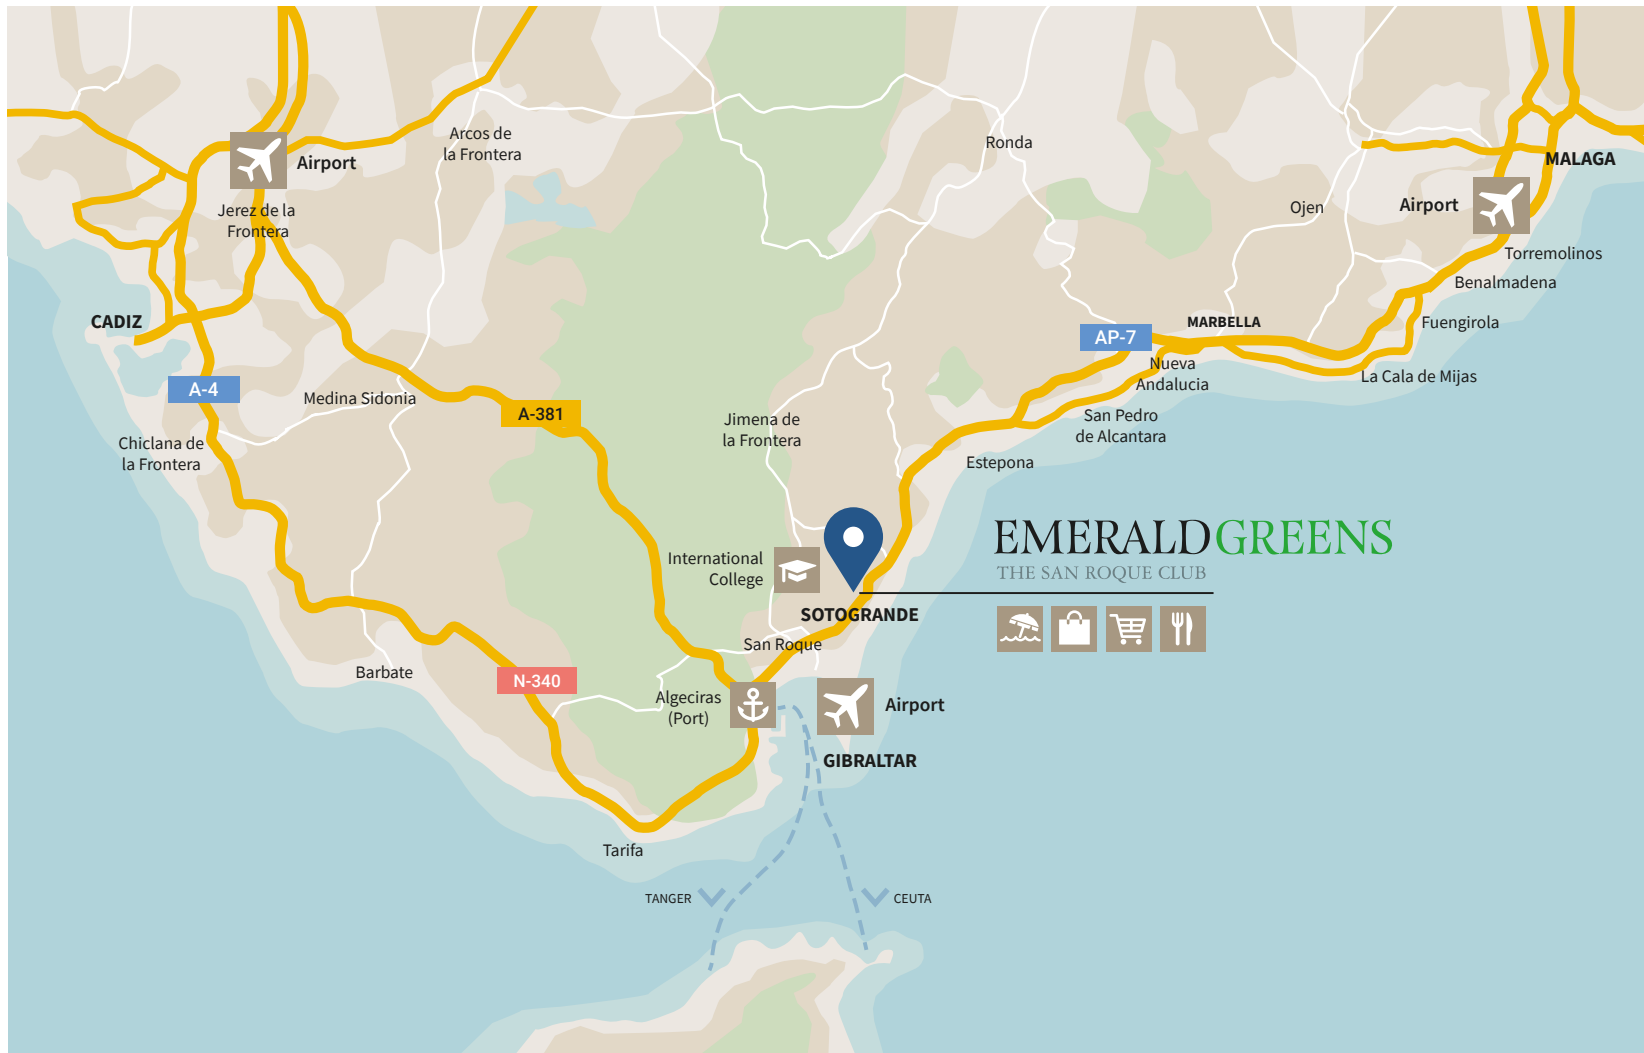 MALAGA
Arcos de
la Frontera
Ronda
Airport
Airport
Ojen
Jerez de la
Frontera
Torremolinos
Benalmadena
CADIZ
MARBELLA
Fuengirola
AP-7
Nueva
Andalucia
La Cala de Mijas
A-4
Medina Sidonia
A-381
Jimena de
la Frontera
San Pedro
de Alcantara
Chiclana de
la Frontera
Estepona
EMERALDGREENS
THE SAN ROQUE CLUB
International
College
SOTOGRANDE
San Roque
Barbate
N-340
Algeciras
(Port)
Airport
GIBRALTAR
Tarifa
TANGER
CEUTA